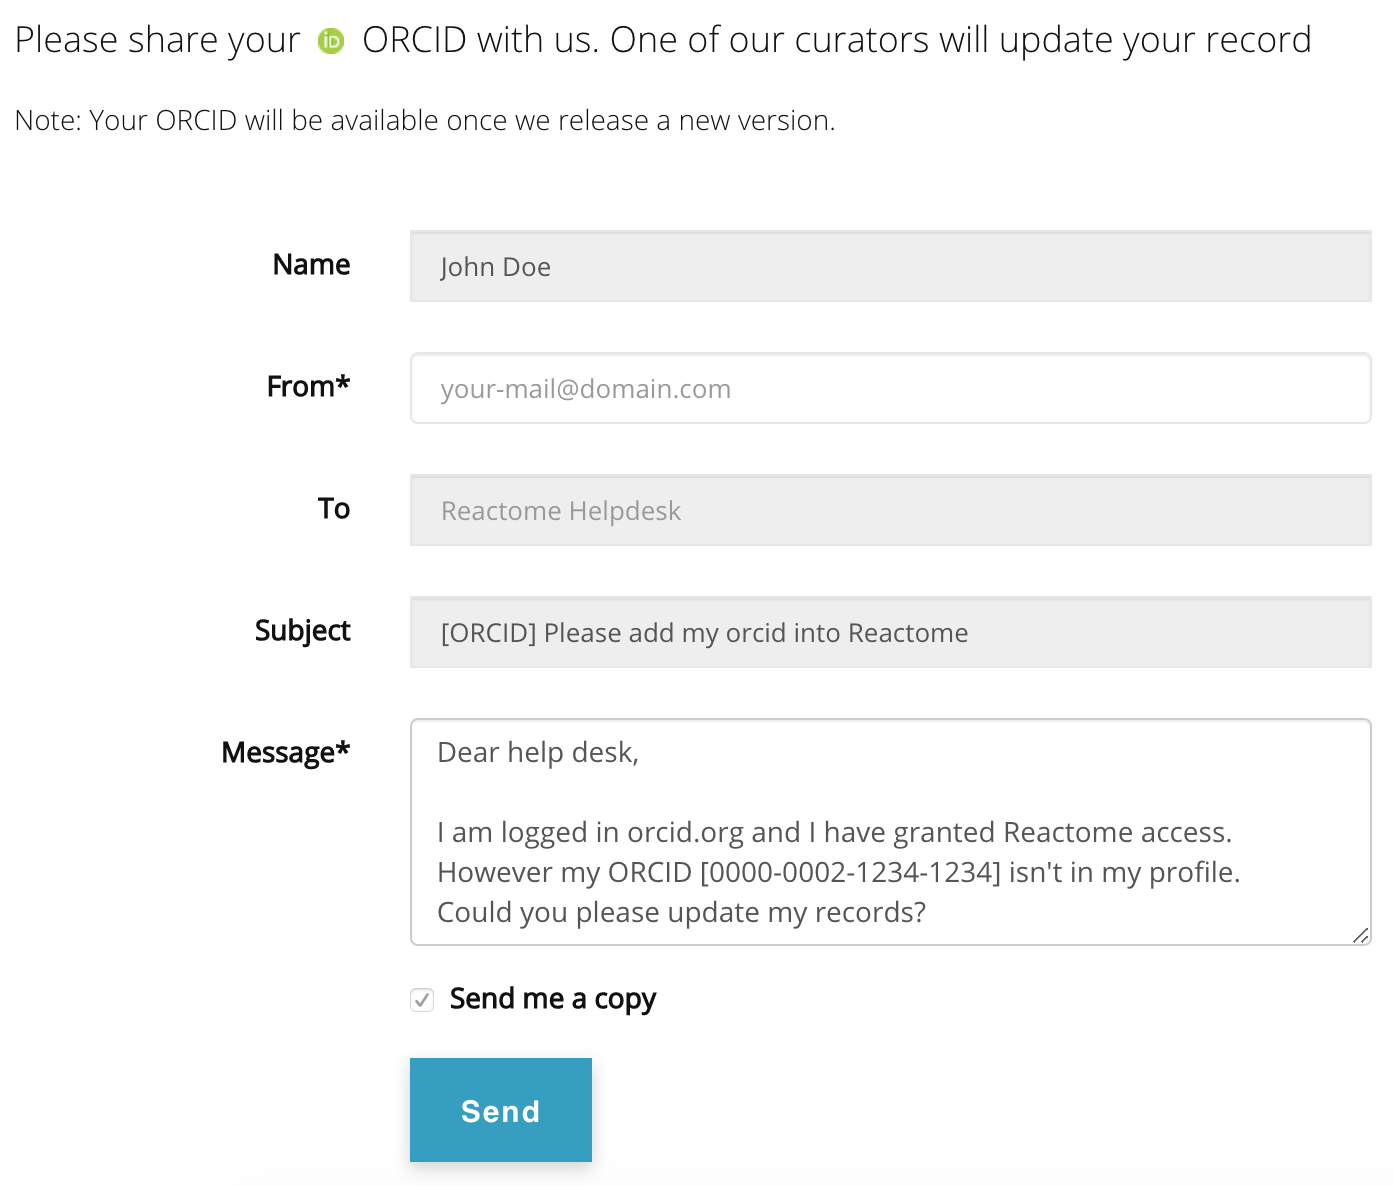 Please share your iD ORCID with us. One of our curators will update your record
Note: Your ORCID will be available once we release a new version.
Name
John Doe
From*
your-mail@domain.com
To
Reactome Helpdesk
Subject
[ORCID] Please add my orcid into Reactome
Message*
Dear help desk,
I am logged in orcid.org and I have granted Reactome access.
However my ORCID [0000-0002-1234-1234] isn't in my profile.
Could you please update my records?
Send me a copy
Send